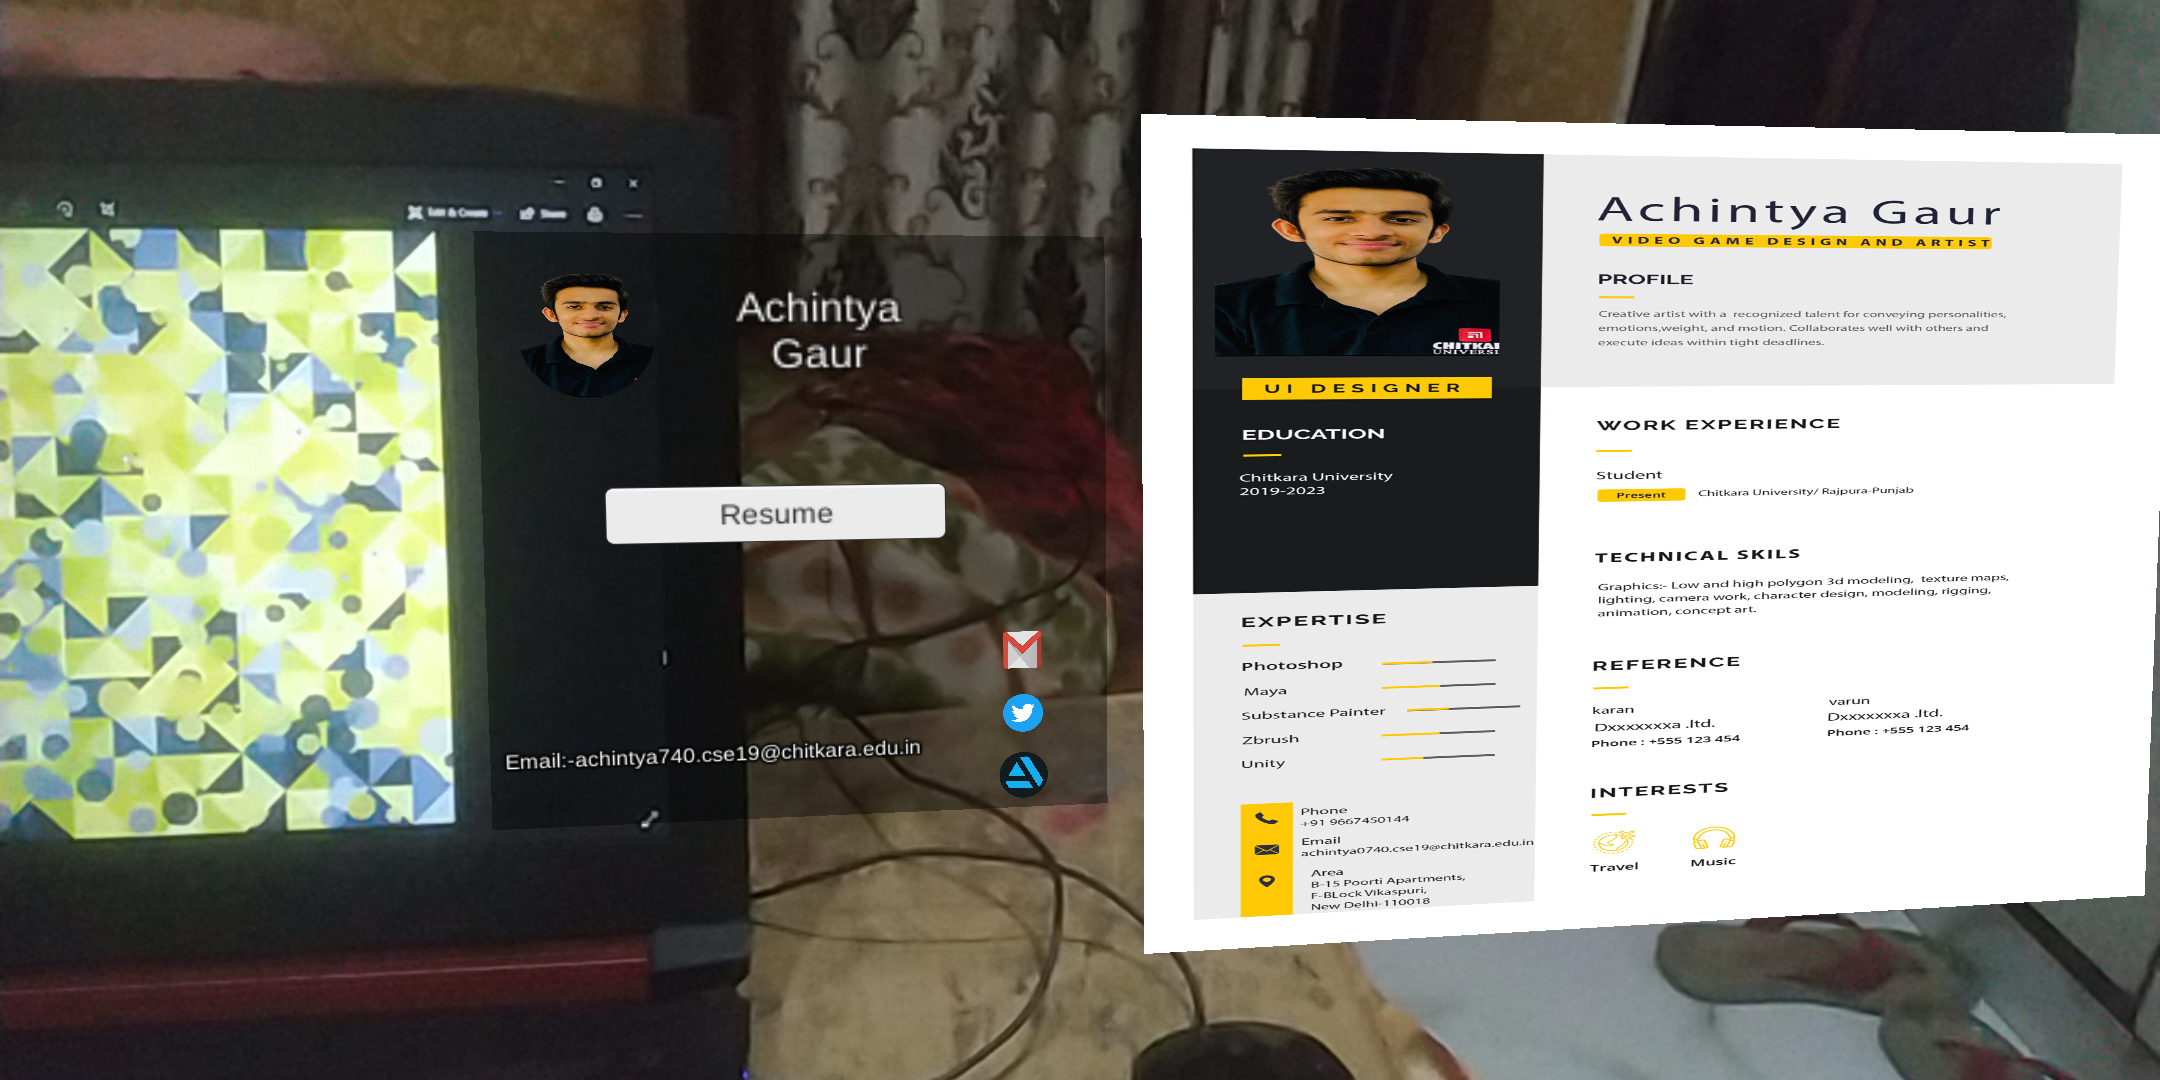 Edit & Create
Share
Achintya
Gaur
Resume
Email:-achintya740.cse19@chitkara.edu.in
CHITKA
UNIVERSI
UI DESIGNER
EDUCATION
Chitkara University
2019-2023
EXPERTISE
Photoshop
Maya
Substance Painter
Zbrush
Unity
Phone
+91 9667450144
Email
achintya0740.cse19@chitkara.edu.in
Area
B-15 Poorti Apartments,
F-BLock Vikaspuri,
New Delhi-110018
Achintya Gaur
VIDEO GAME DESIGN AND ARTIST
PROFILE
Creative artist with a recognized talent for conveying personalities,
emotions,weight, and motion. Collaborates well with others and
execute ideas within tight deadlines.
WORK EXPERIENCE
Student
Present Chitkara University/ Rajpura-Punjab
TECHNICAL SKILS
Graphics:- Low and high polygon 3d modeling, texture maps,
lighting, camera work, character design, modeling, rigging,
animation, concept art.
REFERENCE
karan
Dxxxxxxxa .ltd.
Phone : +555 123 454
varun
Dxxxxxxxa .ltd.
Phone : +555 123 454
INTERESTS
Travel
Music